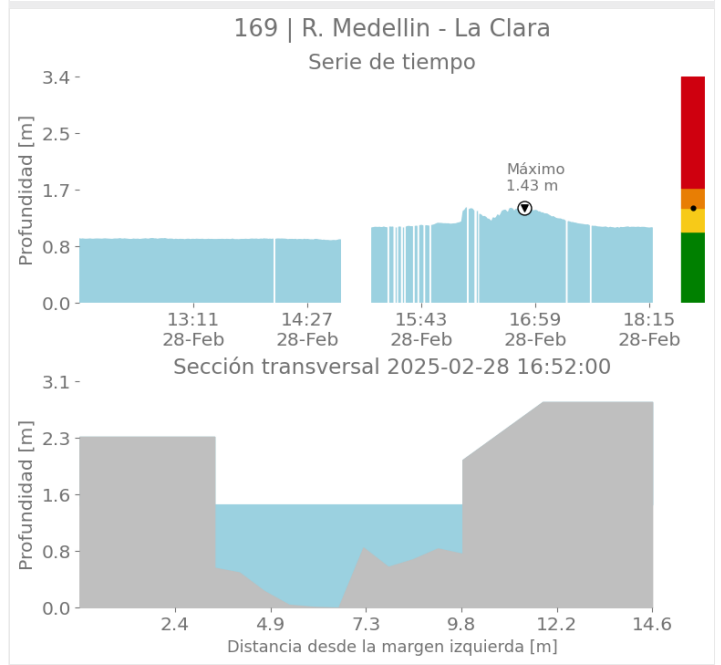 169 | R. Medellin - La Clara
Serie de tiempo
Profundidad [m]
3.4
2.5
1.7
0.8
0.0
Máximo
1.43 m
13:11 14:27 15:43 16:59 18:15
28-Feb 28-Feb 28-Feb 28-Feb 28-Feb
Sección transversal 2025-02-28 16:52:00
Profundidad [m]
3.1
2.3
1.6
0.8
0.0
2.4 4.9 7.3 9.8 12.2 14.6
Distancia desde la margen izquierda [m]